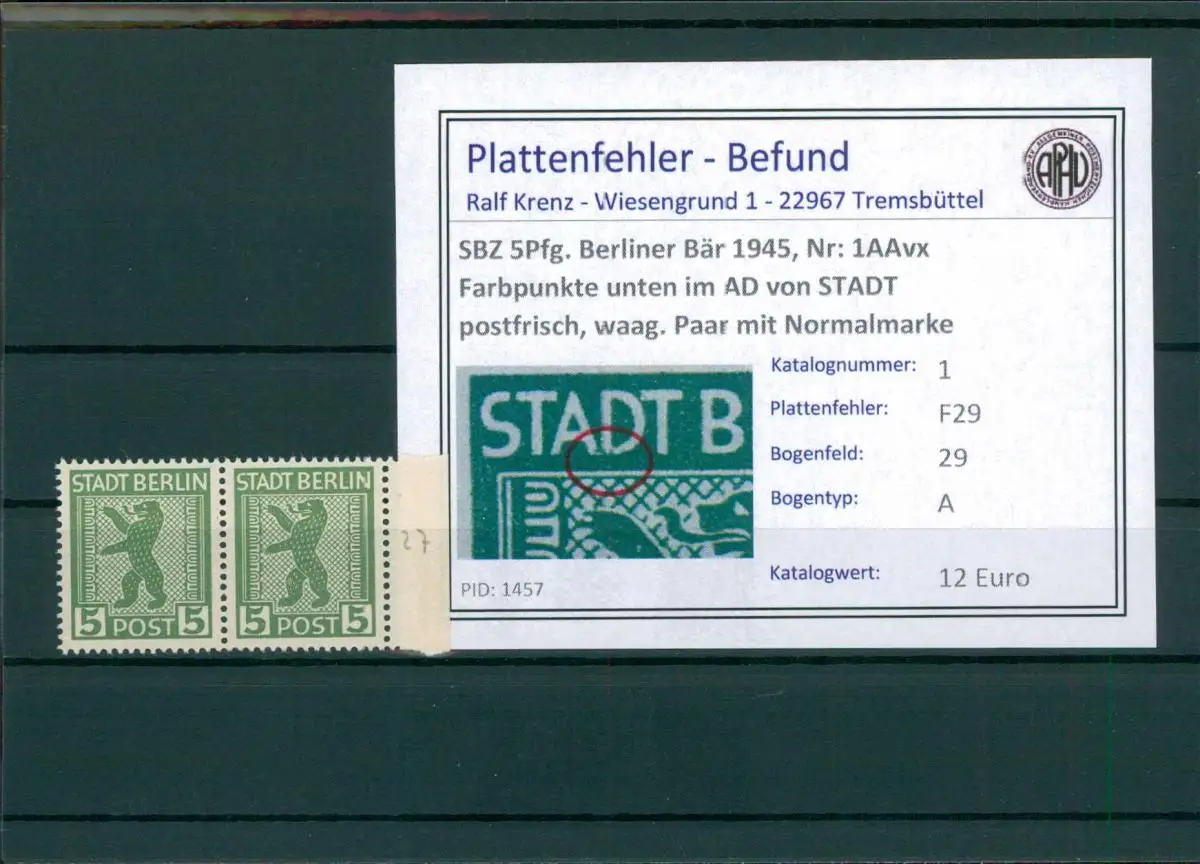 Plattenfehler - Befund
Ralf Krenz - Wiesengrund 1 - 22967 Tremsbüttel
APHV
SBZ 5Pfg. Berliner Bär 1945, Nr: 1AAvx
Farbpunkte unten im AD von STADT
postfrisch, waag. Paar mit Normalmarke
STADT B
Katalognummer: 1
Plattenfehler: F29
Bogenfeld: 29
Bogentyp: A
Katalogwert: 12 Euro
PID: 1457
STADT BERLIN
5 POST 5
STADT BERLIN
5 POST 5
27